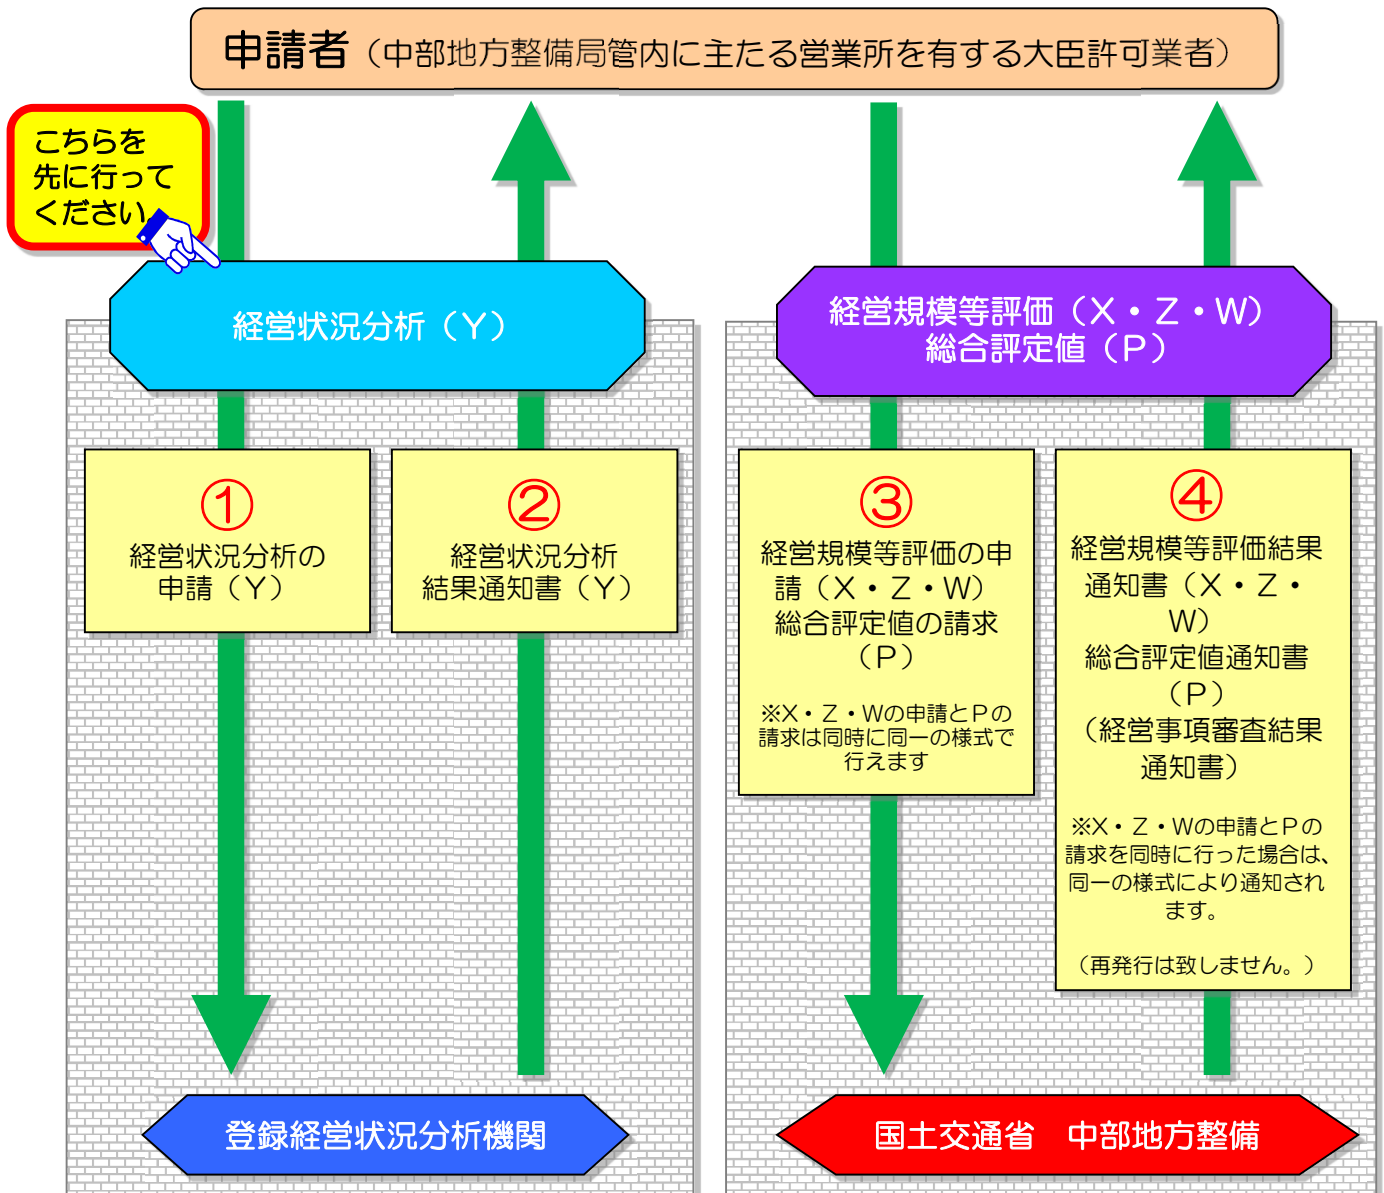 申請者（中部地方整備局管内に主たる営業所を有する大臣許可業者）
こちらを
先に行って
ください。
経営状況分析（Ｙ）
①
経営状況分析の
申請（Ｙ）
②
経営状況分析
結果通知書（Ｙ）
登録経営状況分析機関
経営規模等評価（Ｘ・Ｚ・Ｗ）
総合評定値（Ｐ）
③
経営規模等評価の申
請（Ｘ・Ｚ・Ｗ）
総合評定値の請求
（Ｐ）
※Ｘ・Ｚ・Ｗの申請とＰの
請求は同時に同一の様式で
行えます
④
経営規模等評価結果
通知書（Ｘ・Ｚ・
Ｗ）
総合評定値通知書
（Ｐ）
（経営事項審査結果
通知書）
※Ｘ・Ｚ・Ｗの申請とＰの
請求を同時に行った場合は、
同一の様式により通知され
ます。
（再発行は致しません。）
国土交通省　中部地方整備